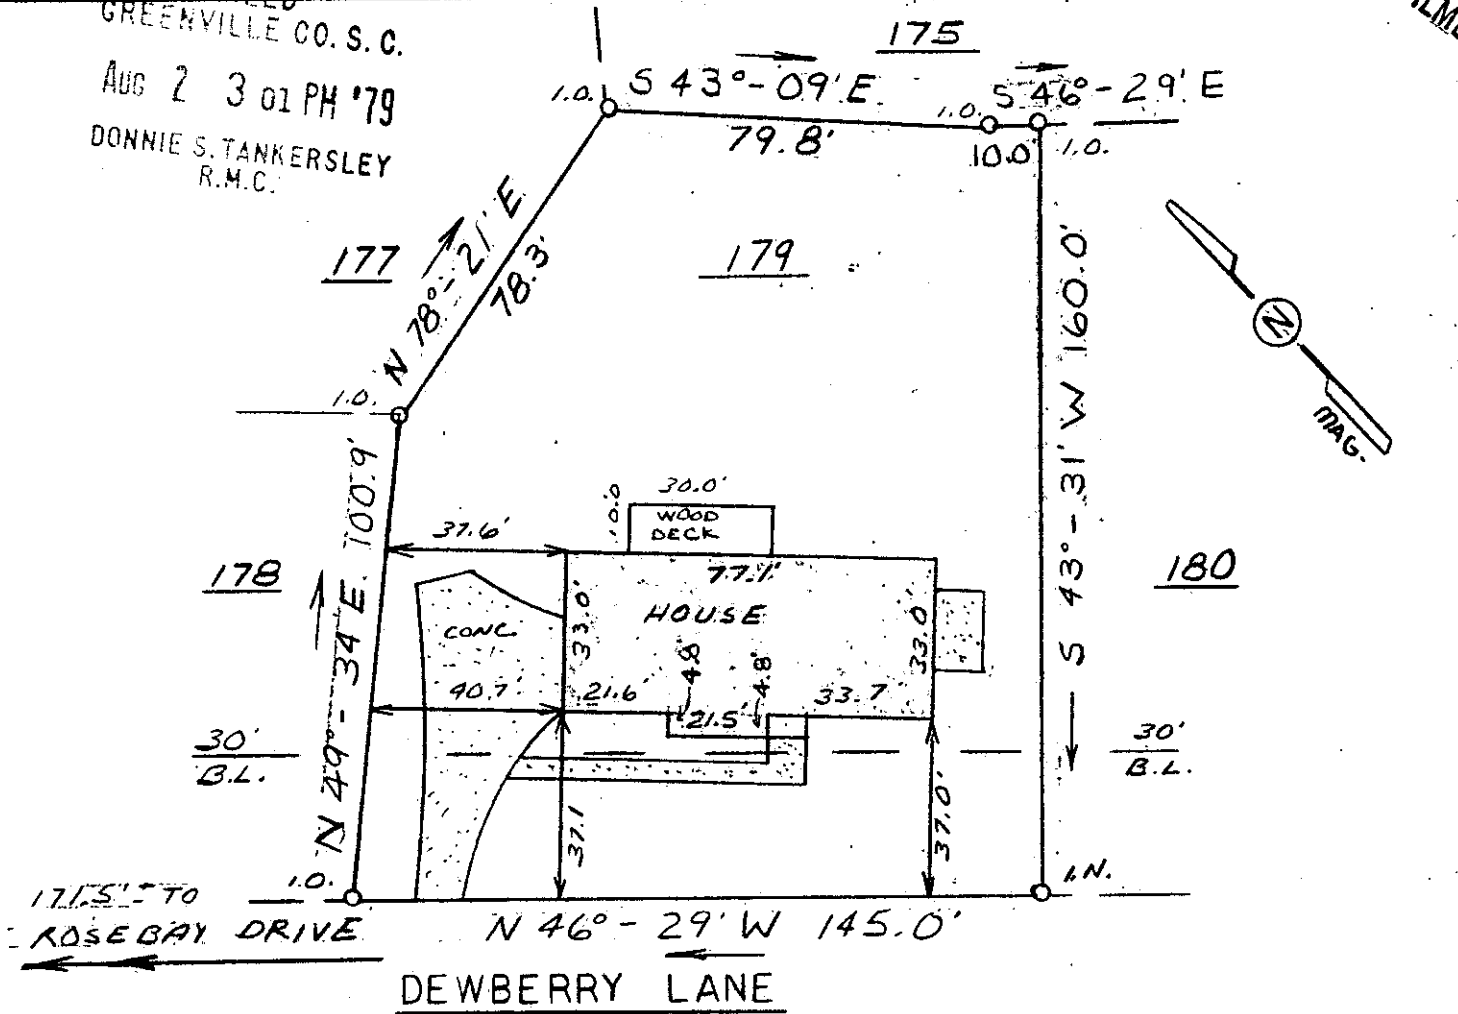 GREENVILLE CO. S. C.
AUG 2 3 01 PM '79
DONNIE S. TANKERSLEY
R.M.C.
175
I.O. S 43°-09' E
79.8'
I.O. S 46°-29' E
10.0' I.O.
177
N 78°-21' E
78.3'
179
S 43°-31' W 160.0'
N
MAG.
I.O.
N 49°-34' E 100.9'
178
180
37.6'
10.0
30.0'
WOOD
DECK
77.1'
HOUSE
CONC.
33.0'
33.0
40.7'
21.6'
4.8'
21.5'
4.8'
33.7
30'
B.L.
30'
B.L.
37.1
37.0'
I.O.
I.N.
171.5'± TO
ROSEBAY DRIVE
N 46°-29' W 145.0'
DEWBERRY LANE